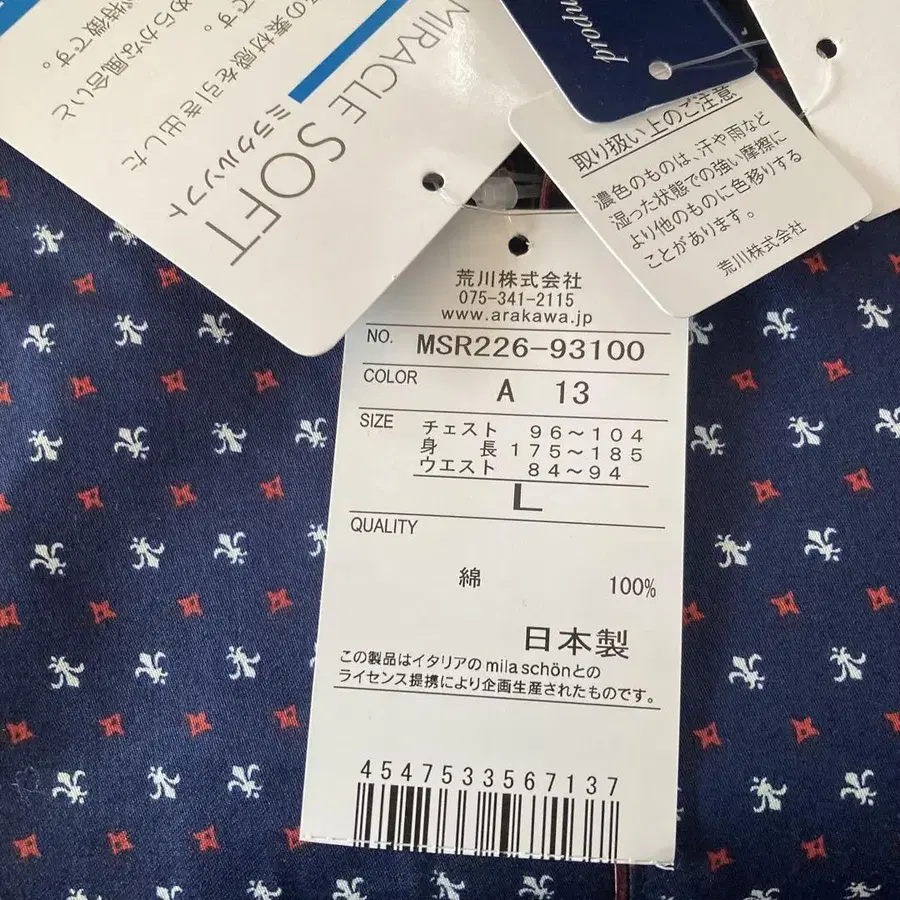 MIRACLE SOFT
ミラクルソフト
の素材感を引き出した
めらかな風合いと
特徴です。
produ
取り扱い上のご注意
濃色のものは、汗や雨など
湿った状態での強い摩擦に
より他のものに色移りする
ことがあります。
荒川株式会社
荒川株式会社
075-341-2115
www.arakawa.jp
NO. MSR226-93100
COLOR A 13
SIZE チェスト 96~104
身長 175~185
ウエスト 84~94
L
QUALITY
綿 100%
日本製
この製品はイタリアのmila schönとの
ライセンス提携により企画生産されたものです。
4547533567137